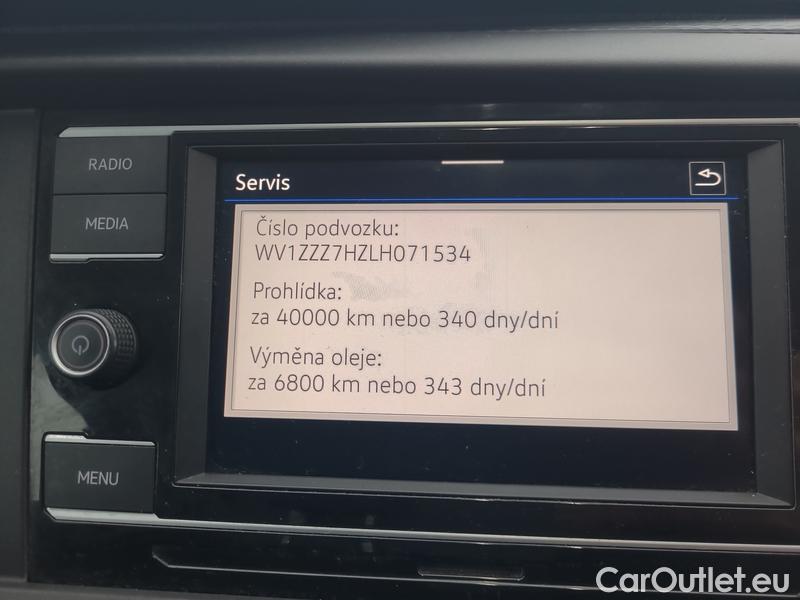 RADIO
MEDIA
MENU
Servis
Číslo podvozku:
WV1ZZZ7HZLH071534
Prohlídka:
za 40000 km nebo 340 dny/dní
Výměna oleje:
za 6800 km nebo 343 dny/dní
CarOutlet.eu